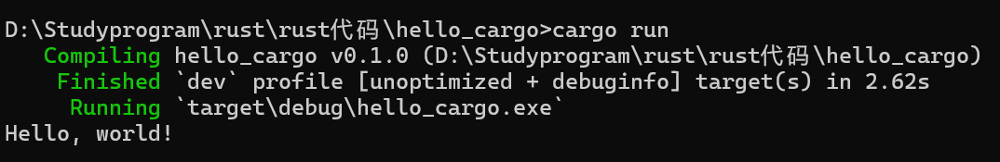 D:\Studyprogram\rust\rust代码\hello_cargo>cargo run
   Compiling hello_cargo v0.1.0 (D:\Studyprogram\rust\rust代码\hello_cargo)
    Finished `dev` profile [unoptimized + debuginfo] target(s) in 2.62s
     Running `target\debug\hello_cargo.exe`
Hello, world!